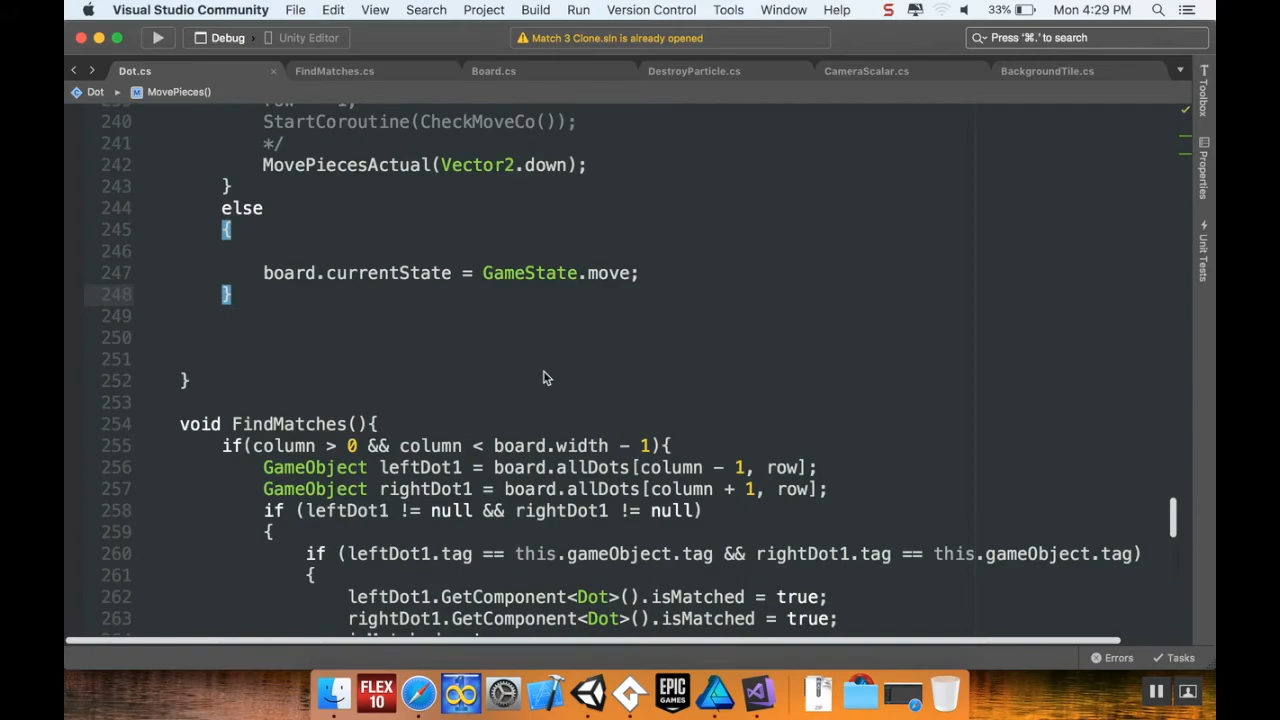 Visual Studio Community File Edit View Search Project Build Run Version Control Tools Window Help S 33% Mon 4:29 PM
Debug Unity Editor Match 3 Clone.sln is already opened Press '⌘.' to search
Dot.cs × FindMatches.cs Board.cs DestroyParticle.cs CameraScalar.cs BackgroundTile.cs
Dot MovePieces()
Toolbox
Properties
Unit Tests
240 StartCoroutine(CheckMoveCo());
241 */
242 MovePiecesActual(Vector2.down);
243 }
244 else
245 {
246
247 board.currentState = GameState.move;
248 }
249
250
251
252 }
253
254 void FindMatches(){
255 if(column > 0 && column < board.width - 1){
256 GameObject leftDot1 = board.allDots[column - 1, row];
257 GameObject rightDot1 = board.allDots[column + 1, row];
258 if (leftDot1 != null && rightDot1 != null)
259 {
260 if (leftDot1.tag == this.gameObject.tag && rightDot1.tag == this.gameObject.tag)
261 {
262 leftDot1.GetComponent<Dot>().isMatched = true;
263 rightDot1.GetComponent<Dot>().isMatched = true;
Errors Tasks
FLEX
10
EPIC
GAMES
ZIP